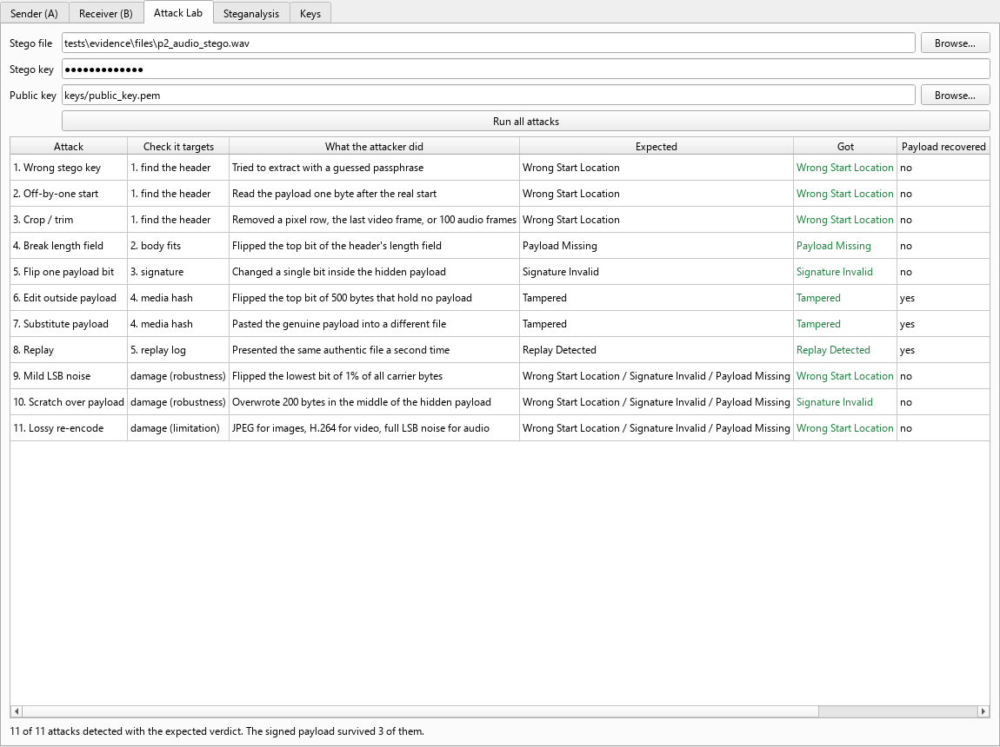 Sender (A) Receiver (B) Attack Lab Steganalysis Keys
Stego file tests\evidence\files\p2_audio_stego.wav Browse...
Stego key ●●●●●●●●●●●●●
Public key keys/public_key.pem Browse...
Run all attacks
Attack Check it targets What the attacker did Expected Got Payload recovered
1. Wrong stego key 1. find the header Tried to extract with a guessed passphrase Wrong Start Location Wrong Start Location no
2. Off-by-one start 1. find the header Read the payload one byte after the real start Wrong Start Location Wrong Start Location no
3. Crop / trim 1. find the header Removed a pixel row, the last video frame, or 100 audio frames Wrong Start Location Wrong Start Location no
4. Break length field 2. body fits Flipped the top bit of the header's length field Payload Missing Payload Missing no
5. Flip one payload bit 3. signature Changed a single bit inside the hidden payload Signature Invalid Signature Invalid no
6. Edit outside payload 4. media hash Flipped the top bit of 500 bytes that hold no payload Tampered Tampered yes
7. Substitute payload 4. media hash Pasted the genuine payload into a different file Tampered Tampered yes
8. Replay 5. replay log Presented the same authentic file a second time Replay Detected Replay Detected yes
9. Mild LSB noise damage (robustness) Flipped the lowest bit of 1% of all carrier bytes Wrong Start Location / Signature Invalid / Payload Missing Wrong Start Location no
10. Scratch over payload damage (robustness) Overwrote 200 bytes in the middle of the hidden payload Wrong Start Location / Signature Invalid / Payload Missing Signature Invalid no
11. Lossy re-encode damage (limitation) JPEG for images, H.264 for video, full LSB noise for audio Wrong Start Location / Signature Invalid / Payload Missing Wrong Start Location no
11 of 11 attacks detected with the expected verdict. The signed payload survived 3 of them.